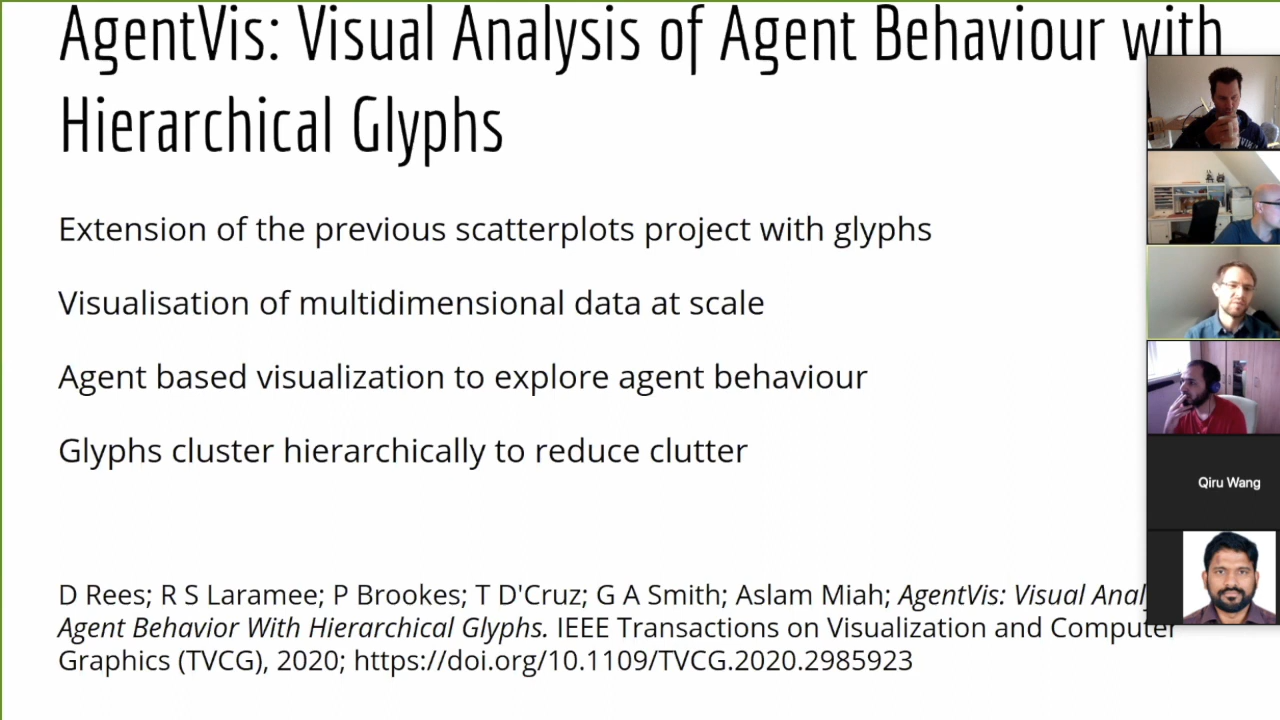 AgentVis: Visual Analysis of Agent Behaviour with
Hierarchical Glyphs
Extension of the previous scatterplots project with glyphs
Visualisation of multidimensional data at scale
Agent based visualization to explore agent behaviour
Glyphs cluster hierarchically to reduce clutter
Qiru Wang
D Rees; R S Laramee; P Brookes; T D'Cruz; G A Smith; Aslam Miah; AgentVis: Visual
Agent Behavior With Hierarchical Glyphs. IEEE Transactions on Visualization and Computer
Graphics (TVCG), 2020; https://doi.org/10.1109/TVCG.2020.2985923